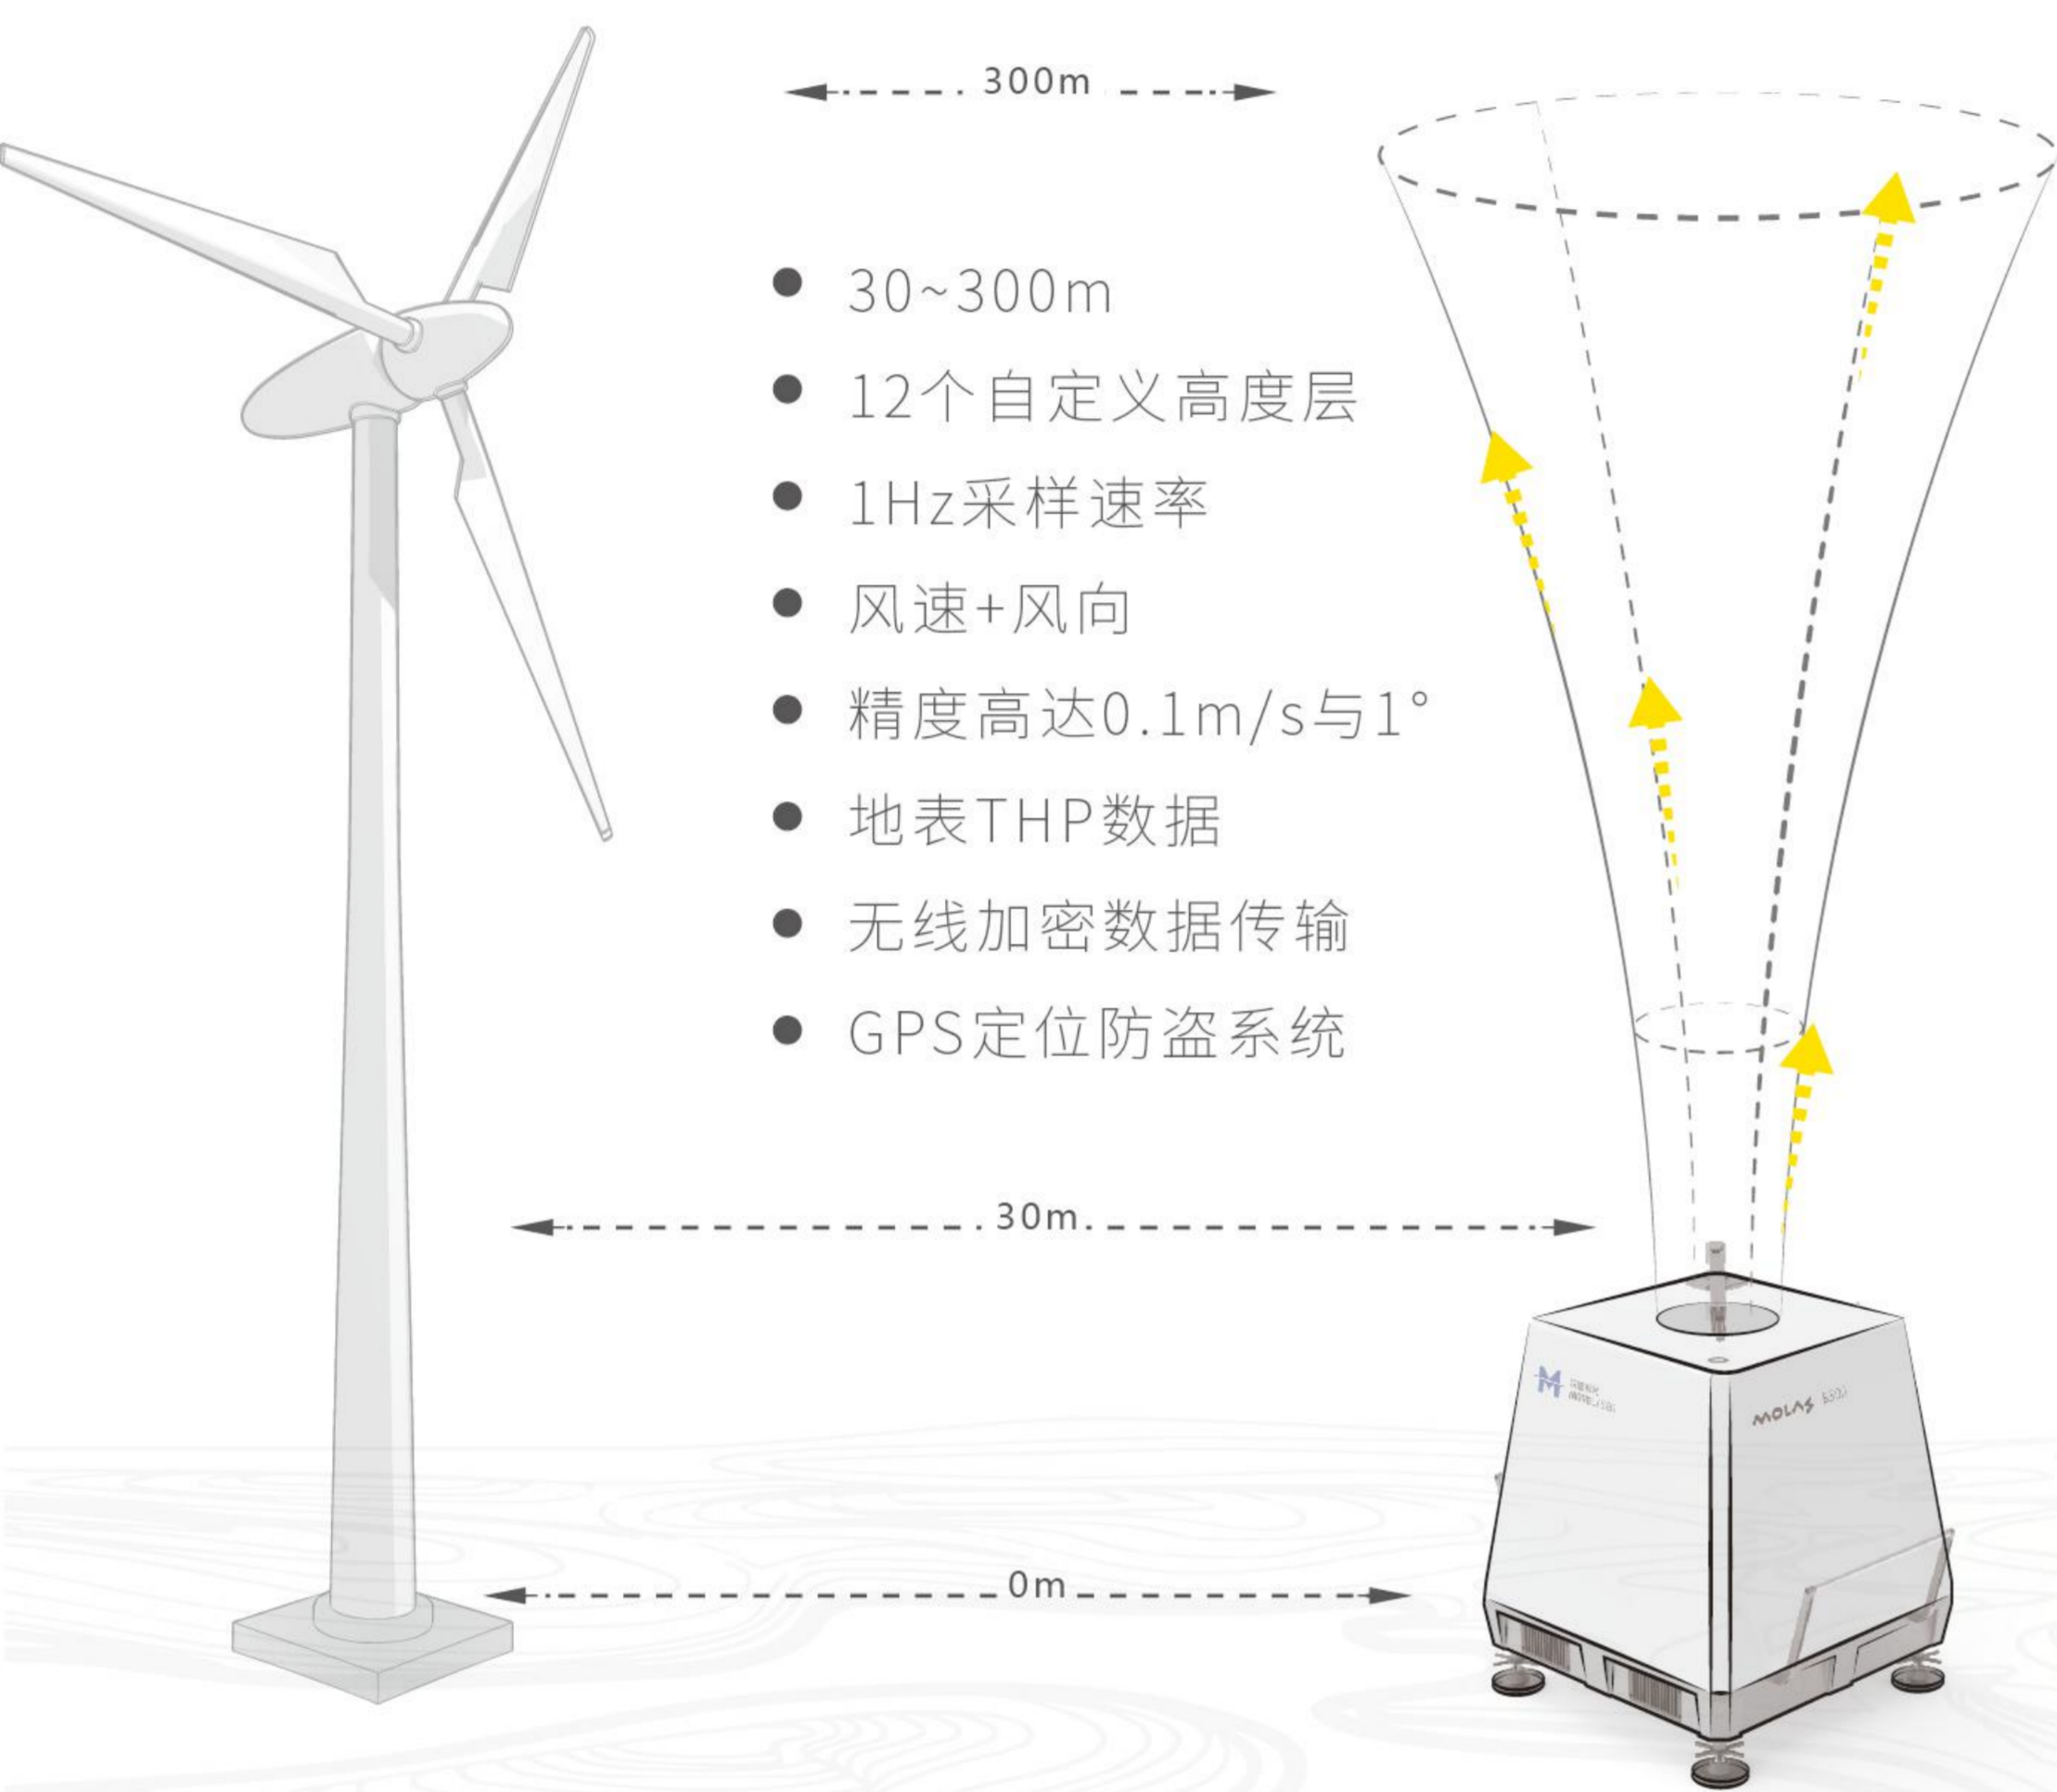 300m
30~300m
12个自定义高度层
1Hz采样速率
风速+风向
精度高达0.1m/s与1°
地表THP数据
无线加密数据传输
GPS定位防盗系统
30m
M
MOLAS B300
0m